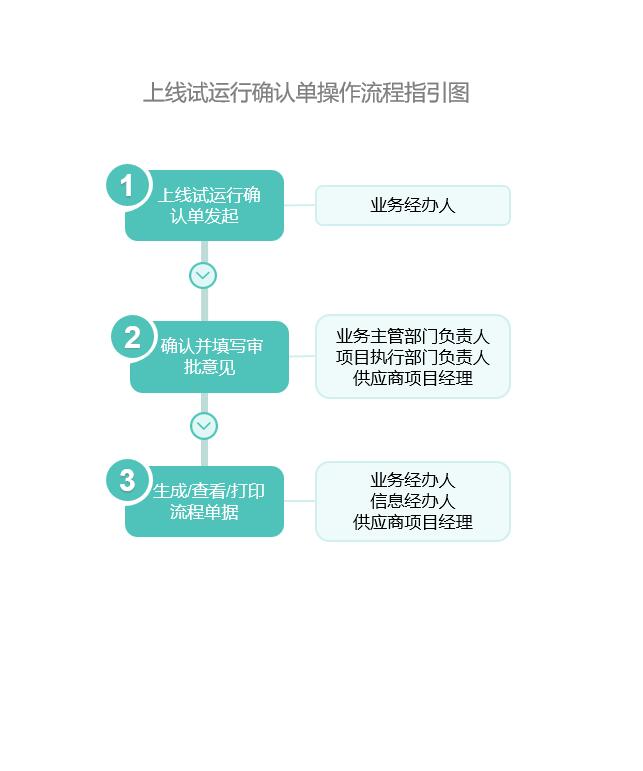 上线试运行确认单操作流程指引图
1
上线试运行确
认单发起
业务经办人
2
确认并填写审
批意见
业务主管部门负责人
项目执行部门负责人
供应商项目经理
3
生成/查看/打印
流程单据
业务经办人
信息经办人
供应商项目经理